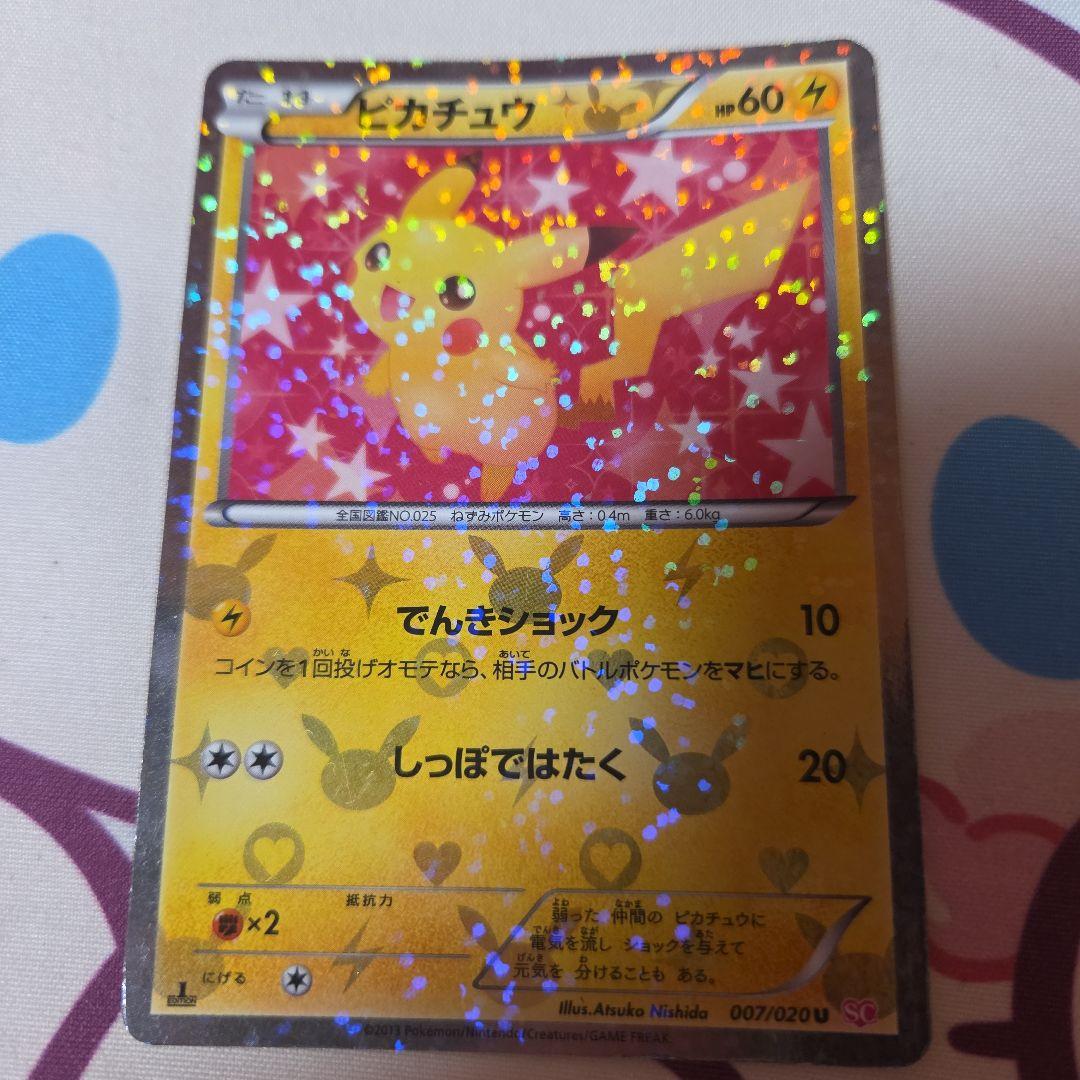 たね ピカチュウ HP60
全国図鑑NO.025 ねずみポケモン 高さ：0.4m 重さ：6.0kg
でんきショック 10
コインを1回投げオモテなら、相手のバトルポケモンをマヒにする。
しっぽではたく 20
弱点 抵抗力
×2
にげる
弱った 仲間の ピカチュウに
電気を流し ショックを与えて
元気を 分けることも ある。
1 EDITION
Illus.Atsuko Nishida 007/020 U SC
©2013 Pokémon/Nintendo/Creatures/GAME FREAK.